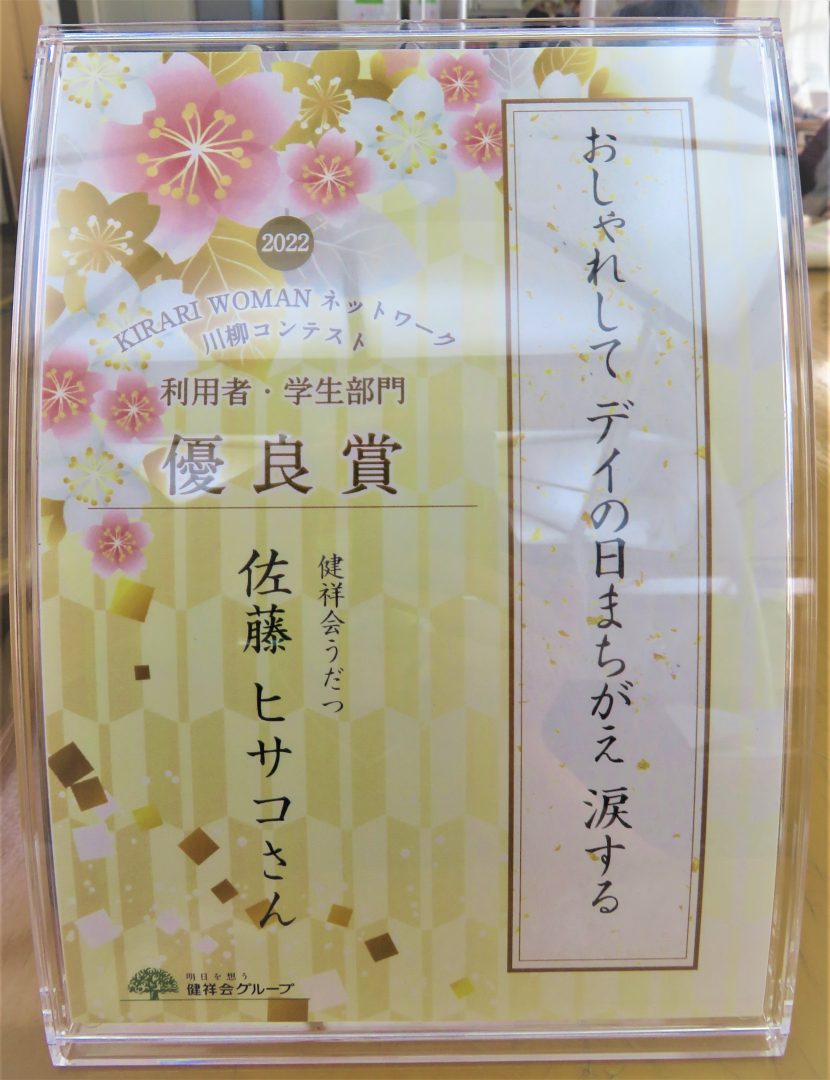 おしゃれして デイの日まちがえ 涙する
2022
KIRARI WOMAN ネットワーク
川柳コンテスト
利用者・学生部門
優良賞
健祥会うだつ
佐藤 ヒサコさん
明日を想う
健祥会グループ